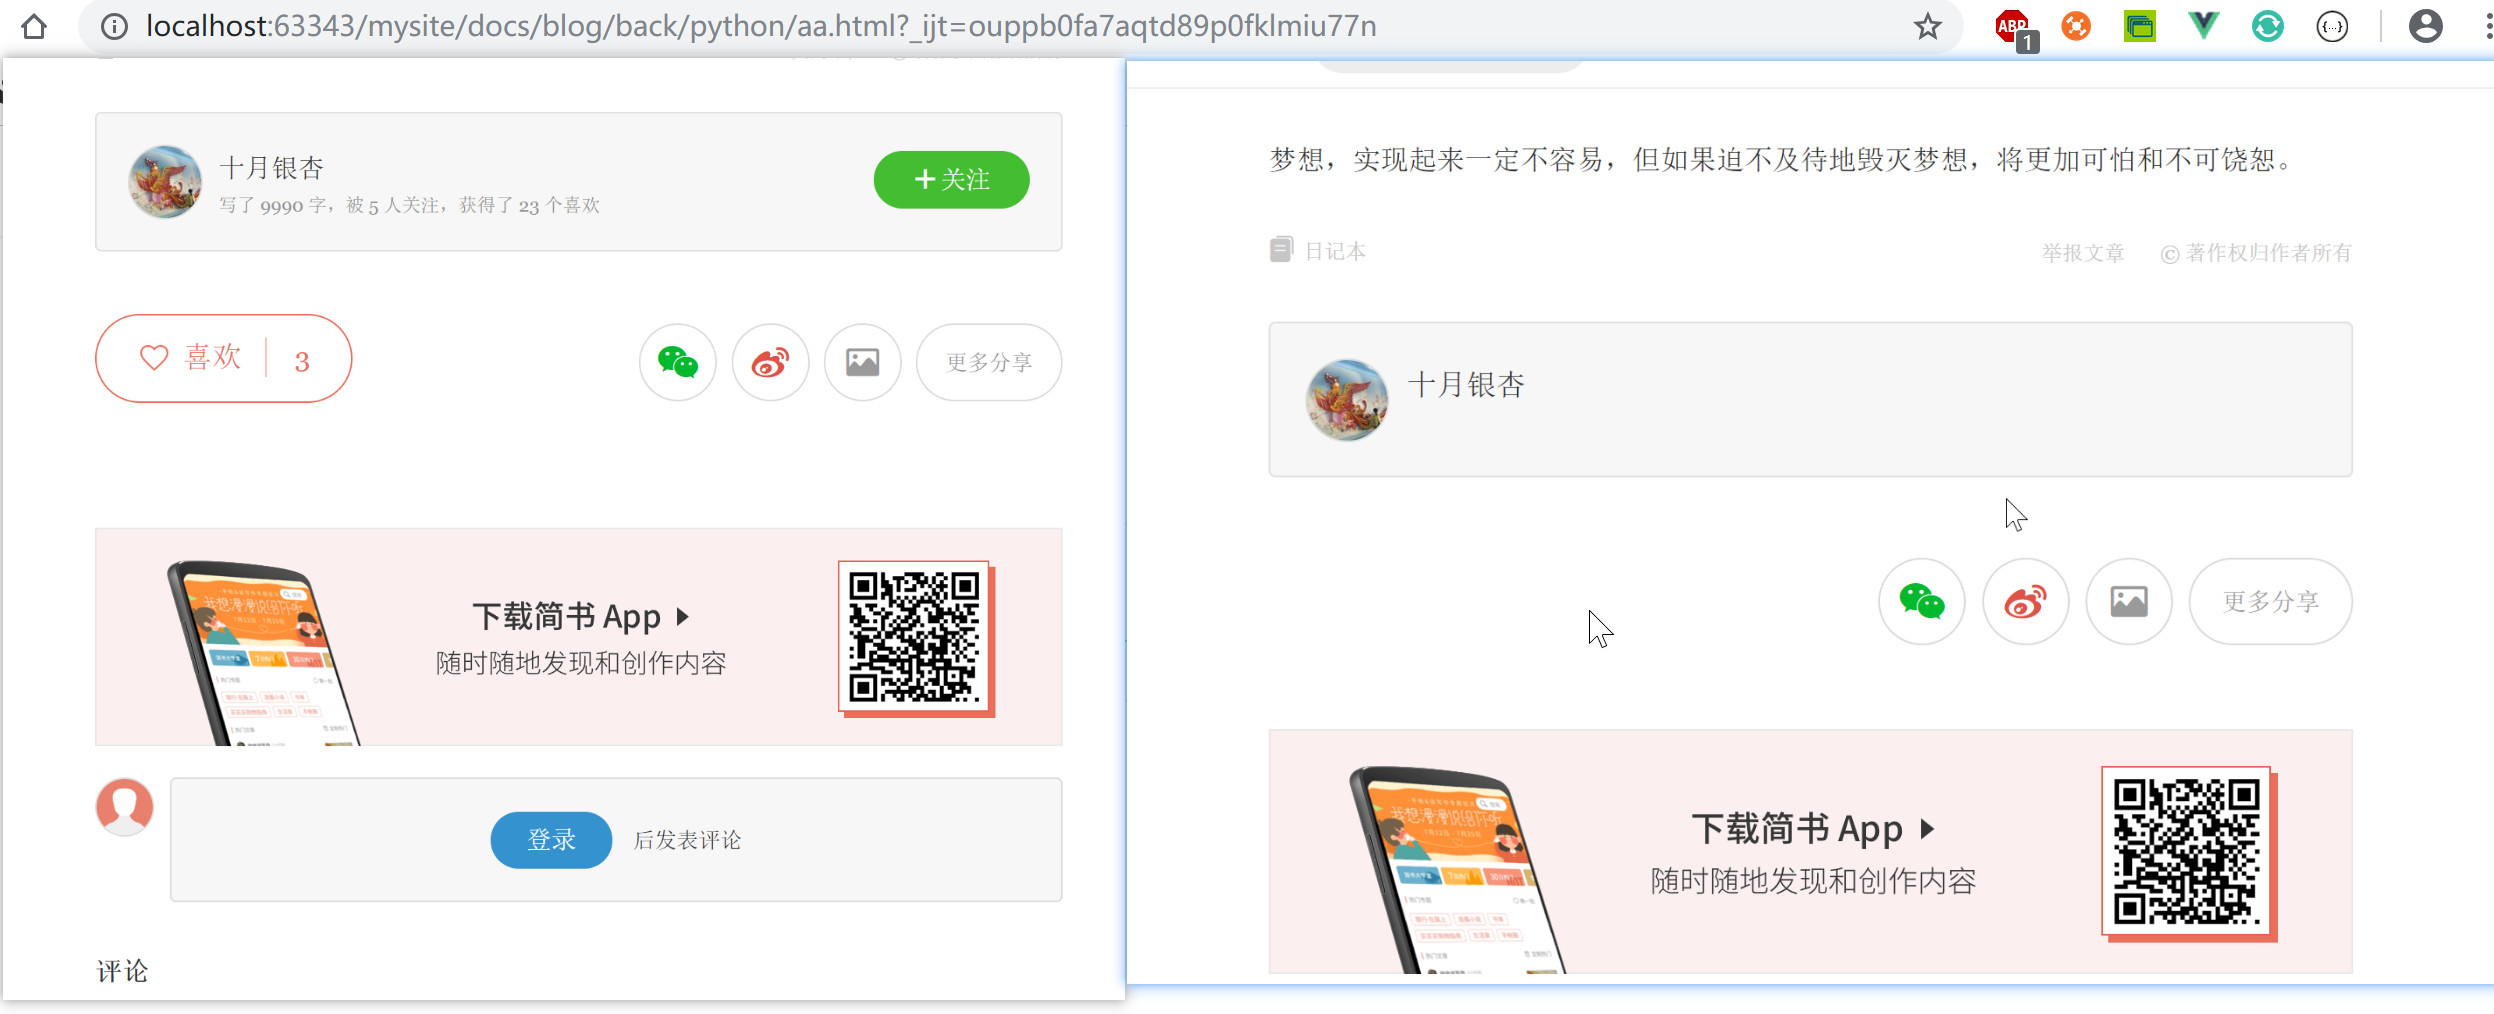 localhost:63343/mysite/docs/blog/back/python/aa.html?_ijt=ouppb0fa7aqtd89p0fklmiu77n
ABP
1
{...}
十月银杏
写了 9990 字，被 5 人关注，获得了 23 个喜欢
+关注
喜欢
3
更多分享
下载简书 App
随时随地发现和创作内容
登录
后发表评论
评论
梦想，实现起来一定不容易，但如果迫不及待地毁灭梦想，将更加可怕和不可饶恕。
日记本
举报文章
© 著作权归作者所有
十月银杏
更多分享
下载简书 App
随时随地发现和创作内容